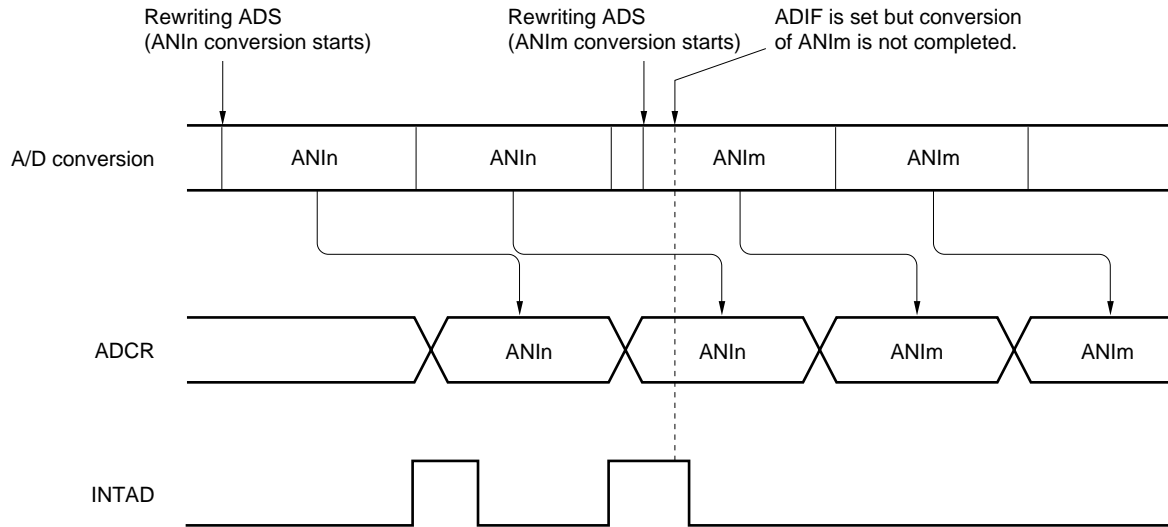 Rewriting ADS
(ANIn conversion starts)
Rewriting ADS
(ANIm conversion starts)
ADIF is set but conversion
of ANIm is not completed.
A/D conversion
ANIn
ANIn
ANIm
ANIm
ADCR
ANIn
ANIn
ANIm
ANIm
INTAD